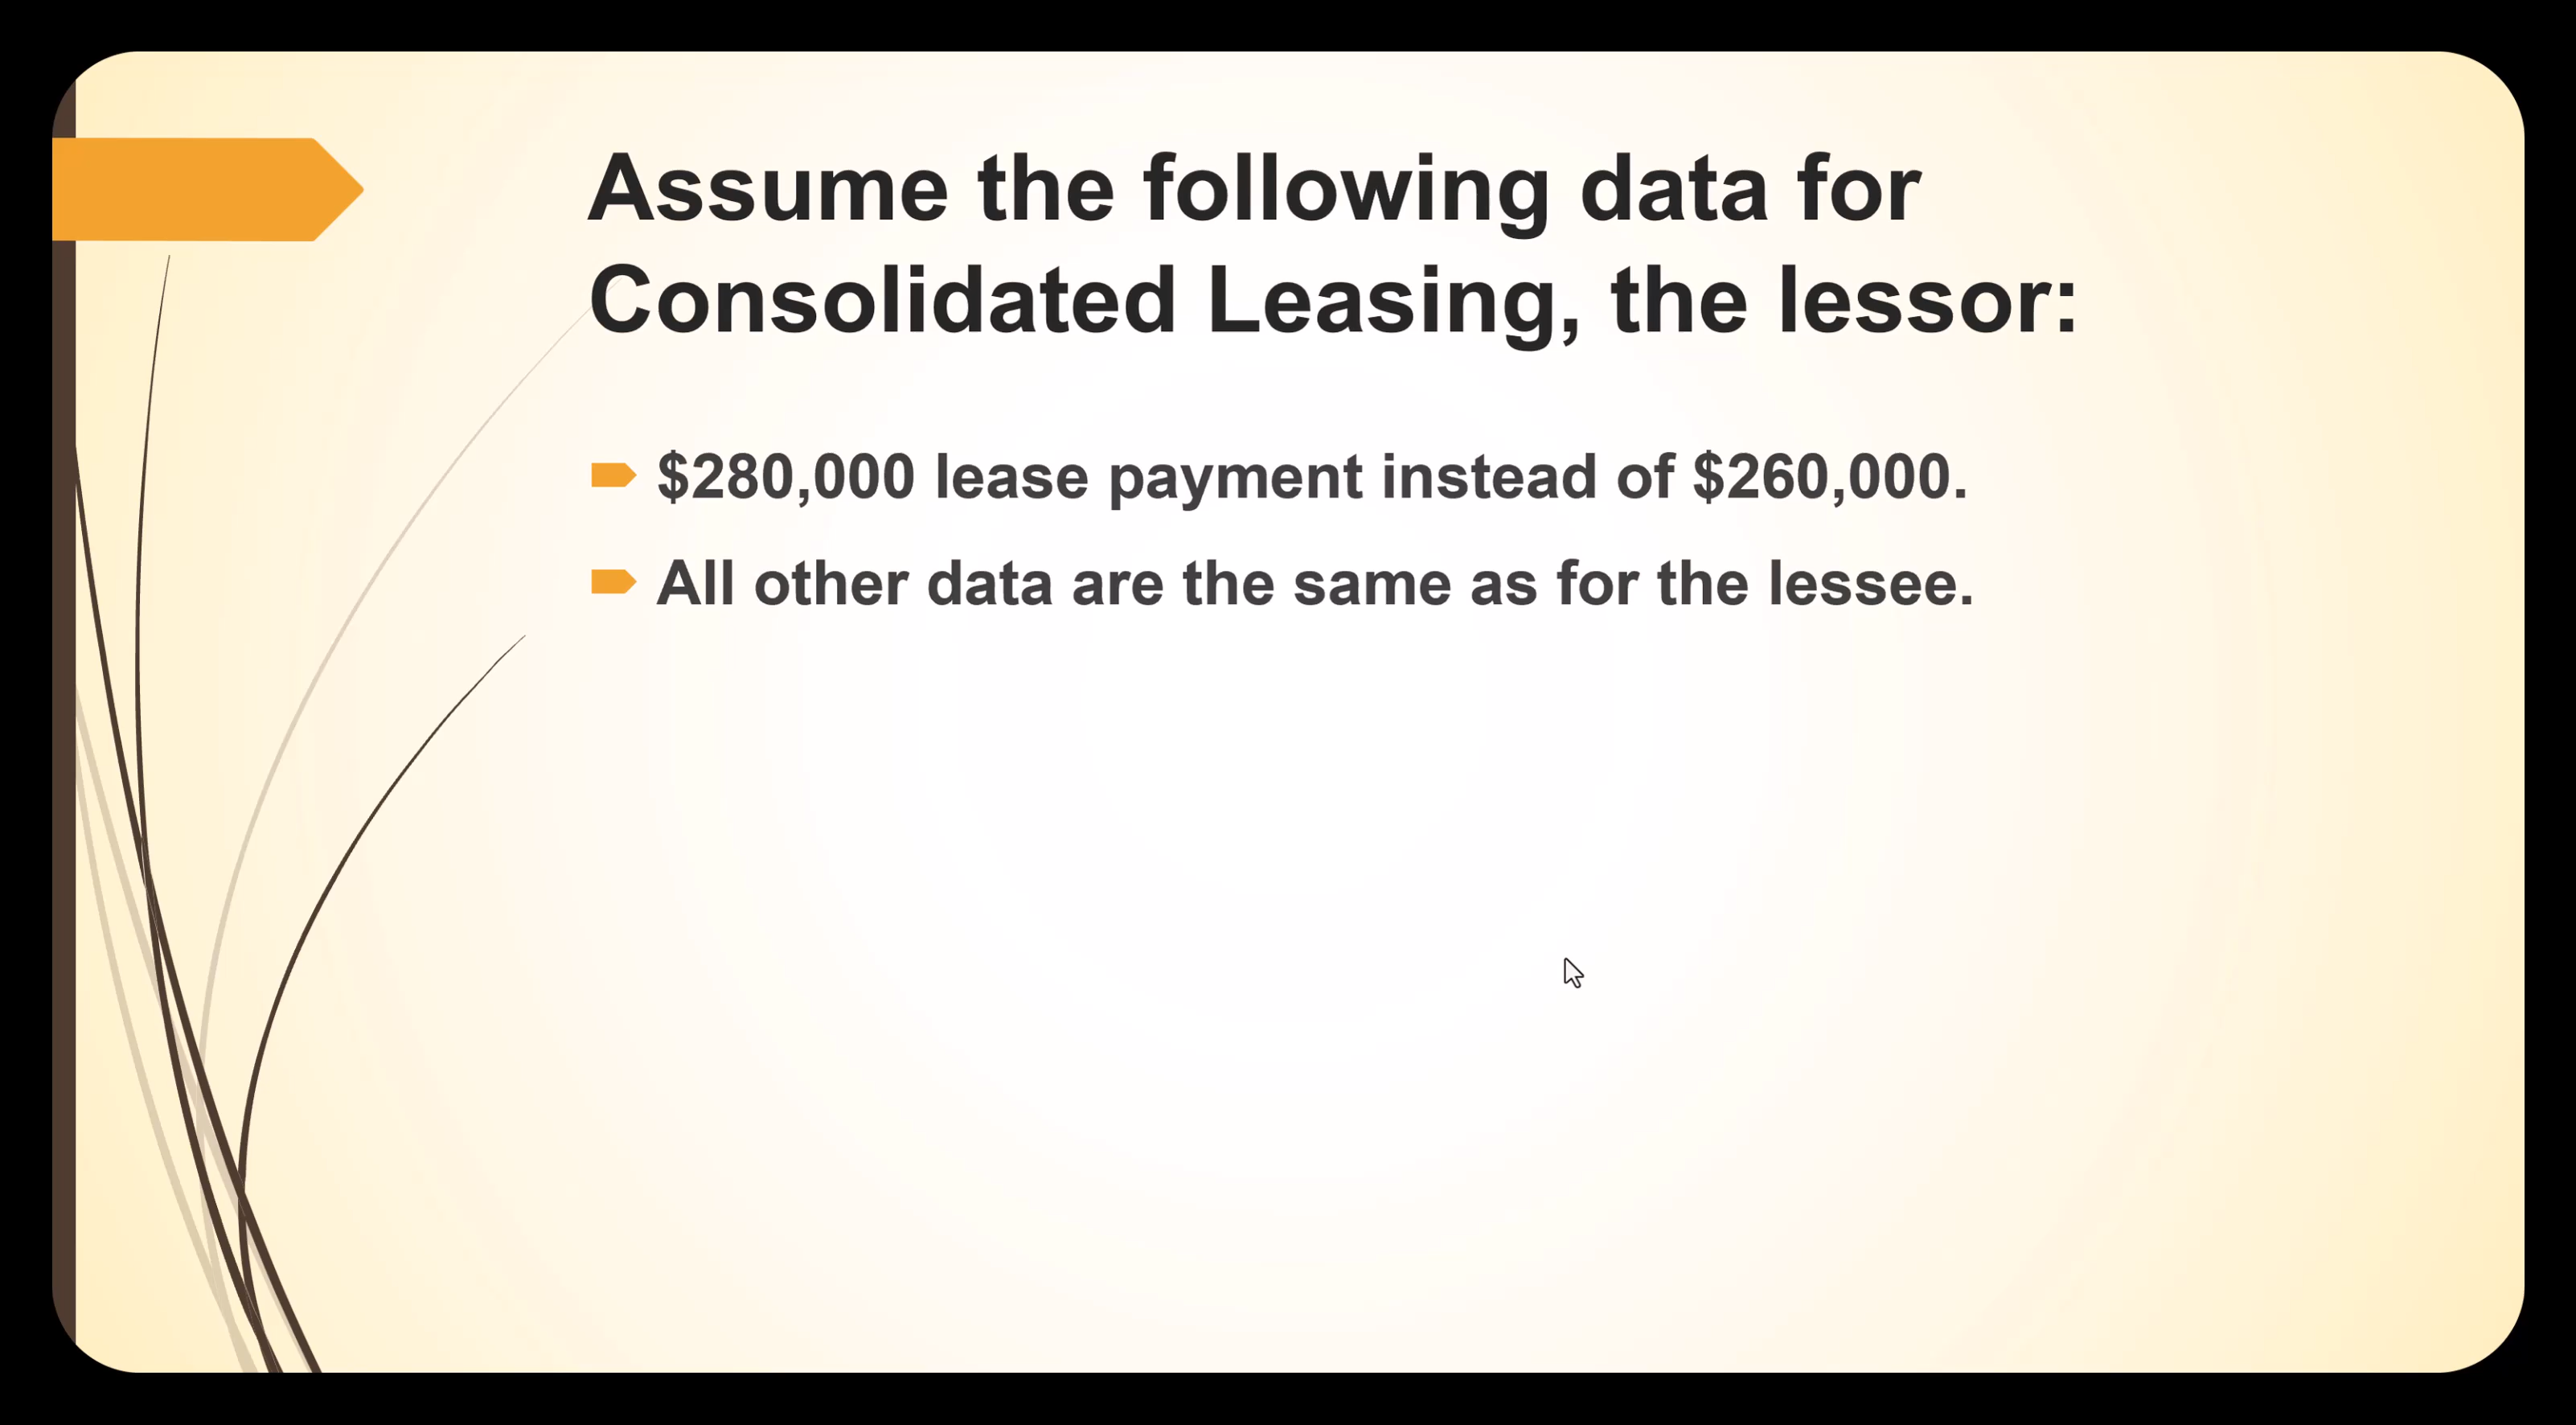 Assume the following data for
Consolidated Leasing, the lessor:
$280,000 lease payment instead of $260,000.
All other data are the same as for the lessee.